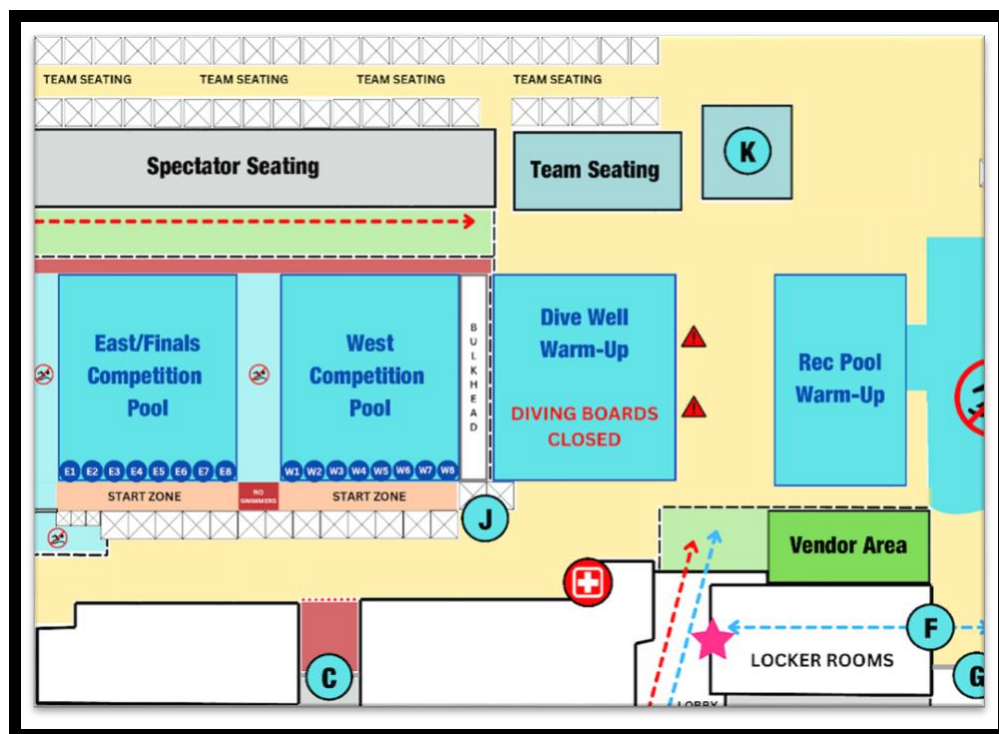 TEAM SEATING TEAM SEATING TEAM SEATING TEAM SEATING
Spectator Seating
Team Seating
K
East/Finals
Competition
Pool
West
Competition
Pool
BULKHEAD
Dive Well
Warm-Up
DIVING BOARDS
CLOSED
Rec Pool
Warm-Up
E1 E2 E3 E4 E5 E6 E7 E8
W1 W2 W3 W4 W5 W6 W7 W8
START ZONE
NO
SWIMMERS
START ZONE
J
Vendor Area
F
LOCKER ROOMS
C
G
LOBBY